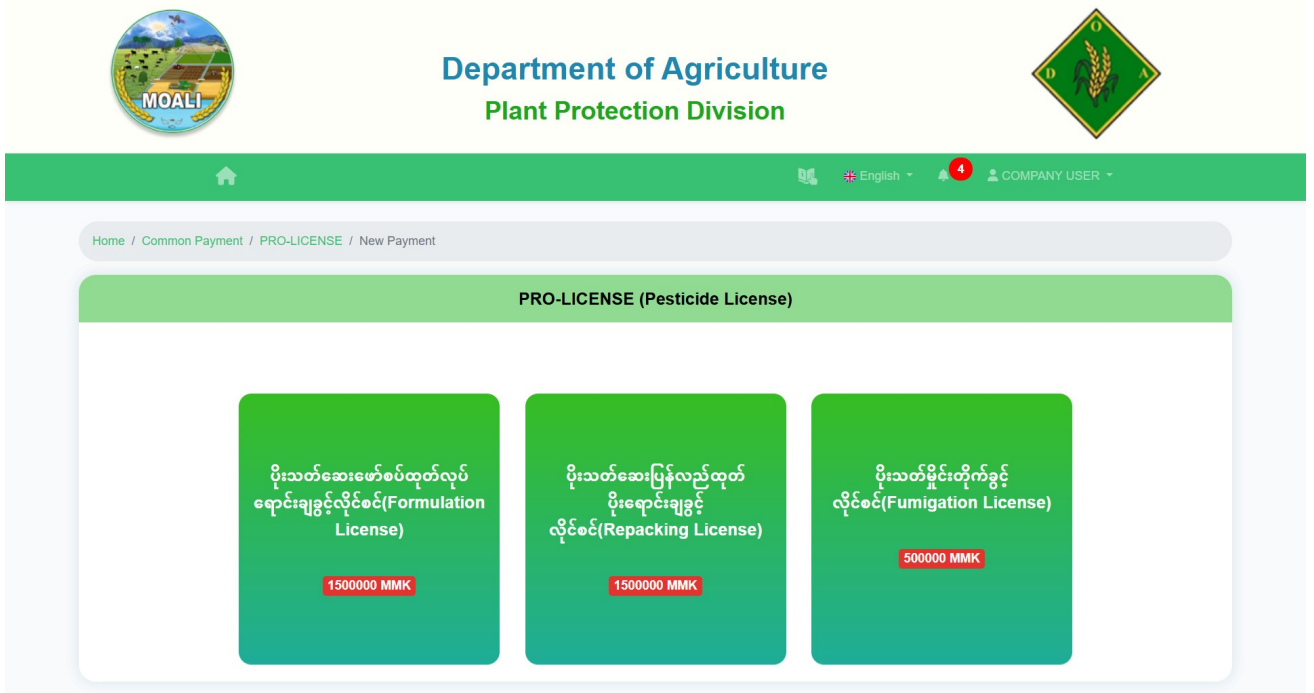 MOALI
Department of Agriculture
Plant Protection Division
D O A
English
4
COMPANY USER
Home / Common Payment / PRO-LICENSE / New Payment
PRO-LICENSE (Pesticide License)
ပိုးသတ်ဆေးဖော်စပ်ထုတ်လုပ်
ရောင်းချခွင့်လိုင်စင်(Formulation
License)
1500000 MMK
ပိုးသတ်ဆေးပြန်လည်ထုတ်
ပိုးရောင်းချခွင့်
လိုင်စင်(Repacking License)
1500000 MMK
ပိုးသတ်မှိုင်းတိုက်ခွင့်
လိုင်စင်(Fumigation License)
500000 MMK